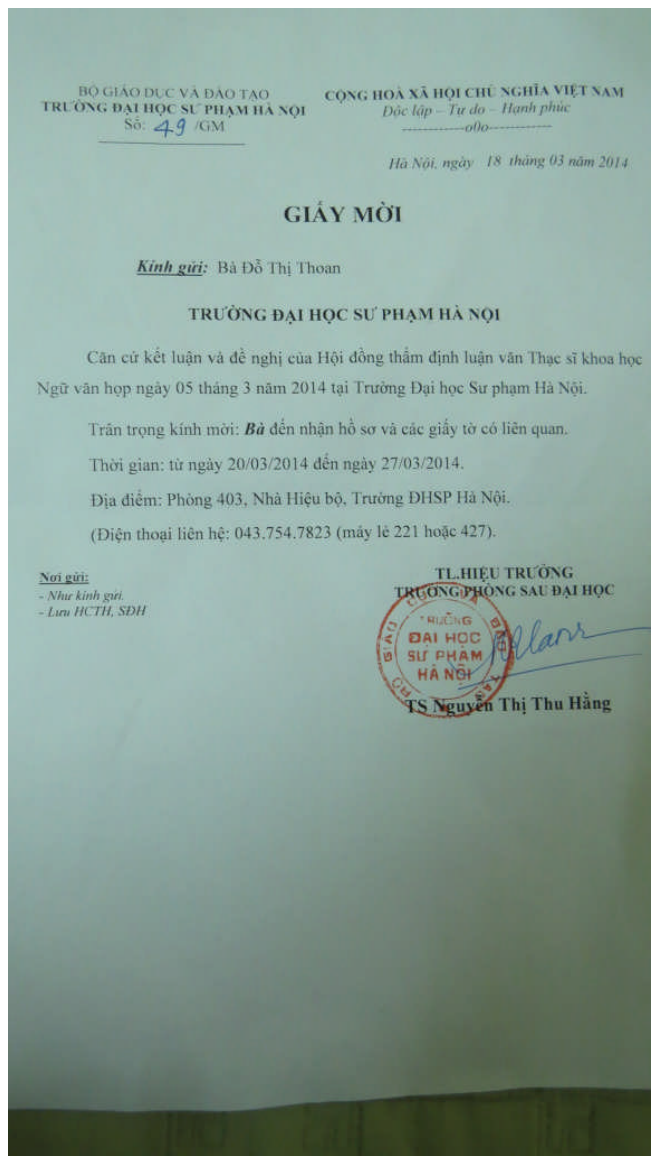 BỘ GIÁO DỤC VÀ ĐÀO TẠO
TRƯỜNG ĐẠI HỌC SƯ PHẠM HÀ NỘI
Số: 49 /GM
CỘNG HOÀ XÃ HỘI CHỦ NGHĨA VIỆT NAM
Độc lập – Tự do – Hạnh phúc
------------o0o------------
Hà Nội, ngày 18 tháng 03 năm 2014
GIẤY MỜI
Kính gửi: Bà Đỗ Thị Thoan
TRƯỜNG ĐẠI HỌC SƯ PHẠM HÀ NỘI
Căn cứ kết luận và đề nghị của Hội đồng thẩm định luận văn Thạc sĩ khoa học
Ngữ văn họp ngày 05 tháng 3 năm 2014 tại Trường Đại học Sư phạm Hà Nội.
Trân trọng kính mời: Bà đến nhận hồ sơ và các giấy tờ có liên quan.
Thời gian: từ ngày 20/03/2014 đến ngày 27/03/2014.
Địa điểm: Phòng 403, Nhà Hiệu bộ, Trường ĐHSP Hà Nội.
(Điện thoại liên hệ: 043.754.7823 (máy lẻ 221 hoặc 427).
Nơi gửi:
- Như kính gửi.
- Lưu HCTH, SĐH
TL.HIỆU TRƯỞNG
TRƯỞNG PHÒNG SAU ĐẠI HỌC
TRƯỜNG
ĐẠI HỌC
SƯ PHẠM
HÀ NỘI
TS Nguyễn Thị Thu Hằng